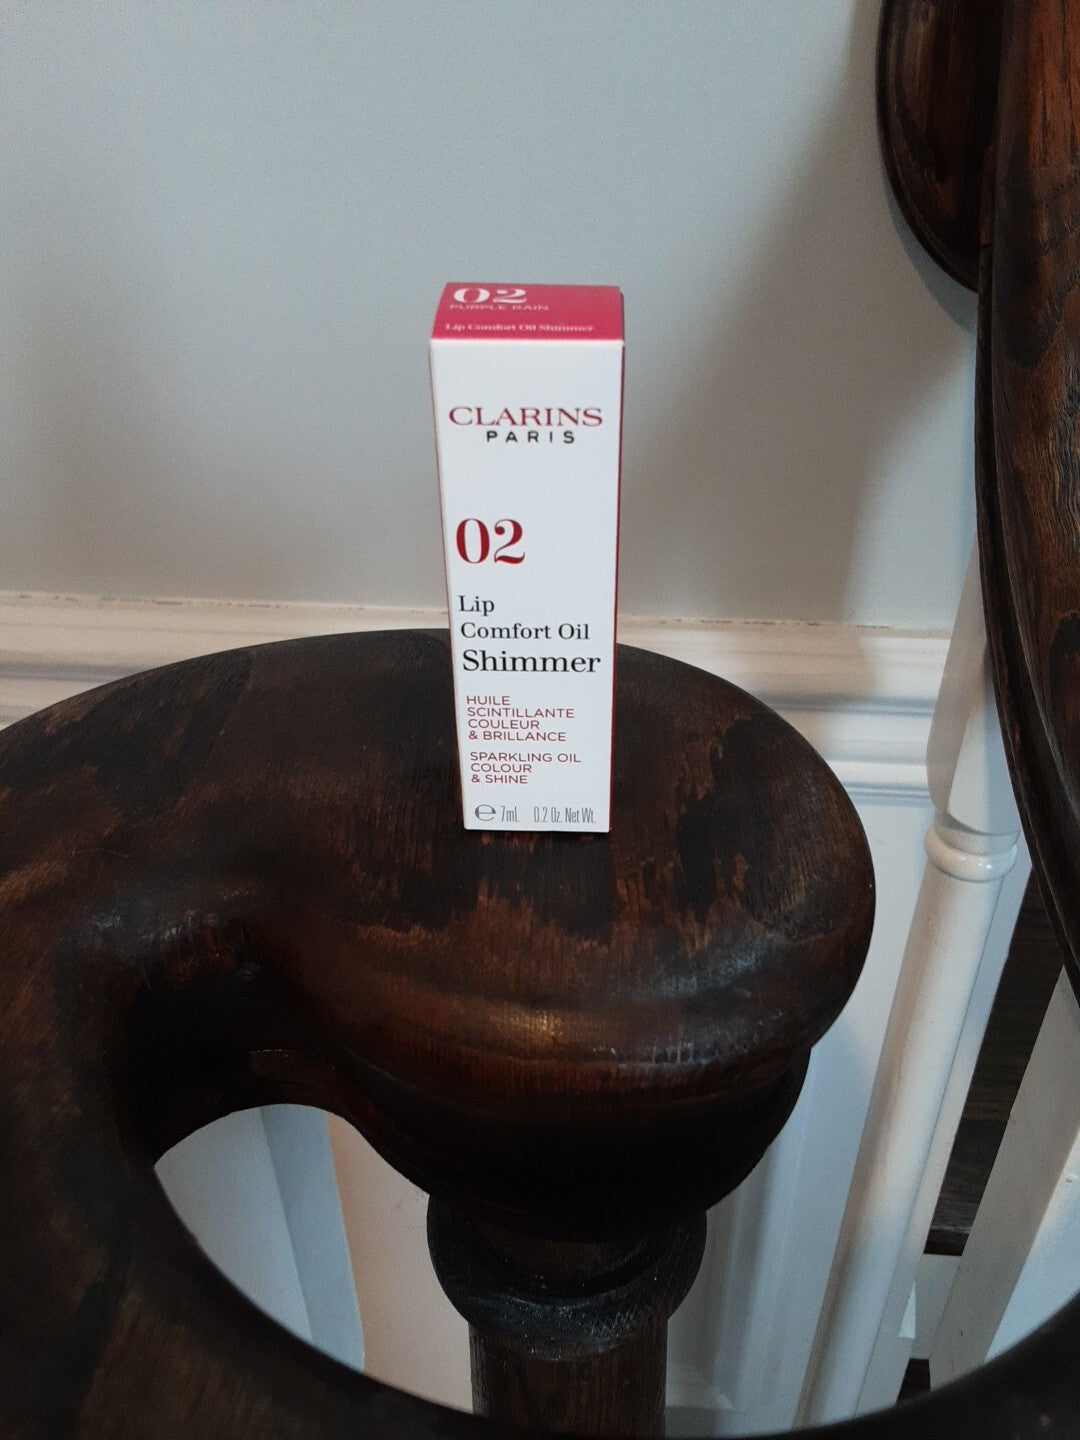 02
PURPLE RAIN
Lip Comfort Oil Shimmer
CLARINS
PARIS
02
Lip
Comfort Oil
Shimmer
HUILE
SCINTILLANTE
COULEUR
& BRILLANCE
SPARKLING OIL
COLOUR
& SHINE
℮ 7mL 0.2 Oz. Net Wt.